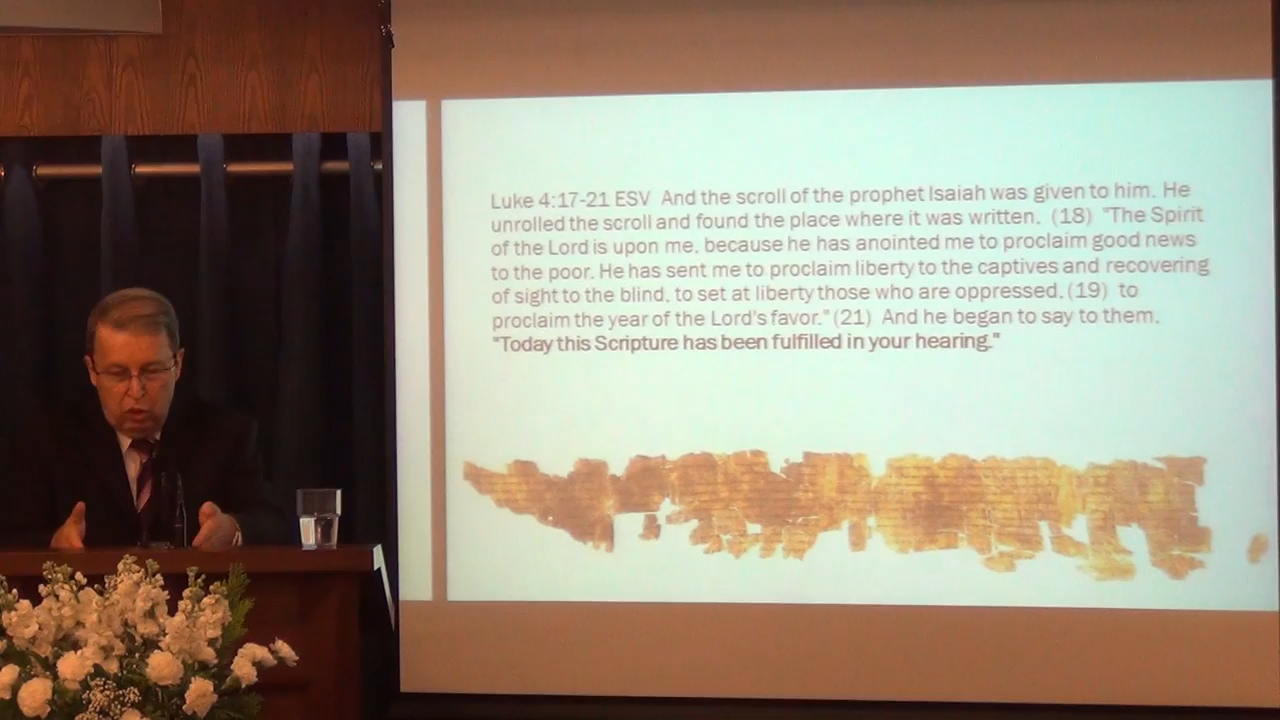 Luke 4:17-21 ESV And the scroll of the prophet Isaiah was given to him. He
unrolled the scroll and found the place where it was written. (18) "The Spirit
of the Lord is upon me, because he has anointed me to proclaim good news
to the poor. He has sent me to proclaim liberty to the captives and recovering
of sight to the blind, to set at liberty those who are oppressed, (19) to
proclaim the year of the Lord's favor." (21) And he began to say to them,
"Today this Scripture has been fulfilled in your hearing."